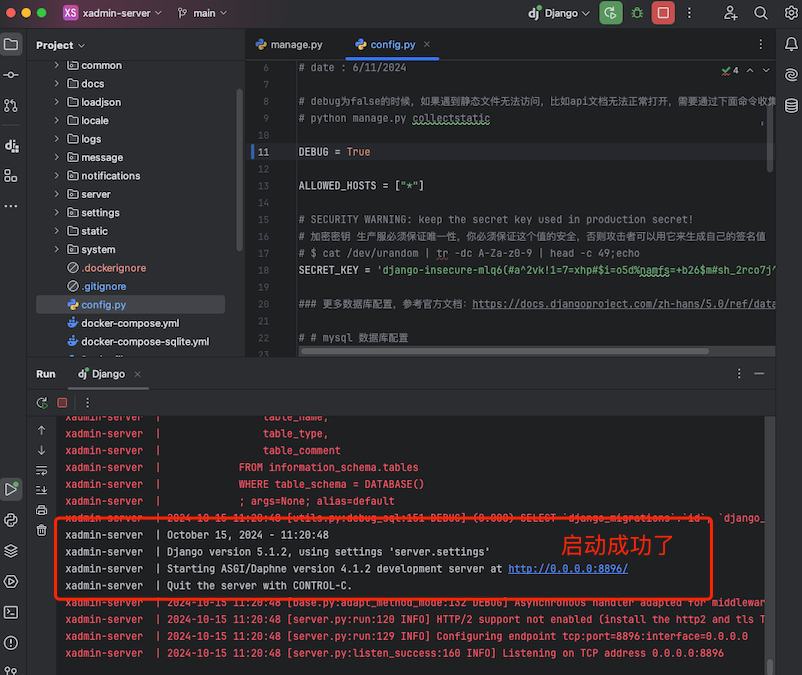 XS xadmin-server main dj Django
Project
manage.py config.py
common
docs
loadjson
locale
logs
message
notifications
server
settings
static
system
.dockerignore
.gitignore
config.py
docker-compose.yml
docker-compose-sqlite.yml
4
6 # date : 6/11/2024
7
8 # debug为false的时候，如果遇到静态文件无法访问，比如api文档无法正常打开，需要通过下面命令收集
9 # python manage.py collectstatic
10
11 DEBUG = True
12
13 ALLOWED_HOSTS = ["*"]
14
15 # SECURITY WARNING: keep the secret key used in production secret!
16 # 加密密钥 生产服必须保证唯一性，你必须保证这个值的安全，否则攻击者可以用它来生成自己的签名值
17 # $ cat /dev/urandom | tr -dc A-Za-z0-9 | head -c 49;echo
18 SECRET_KEY = 'django-insecure-mlq6(#a^2vk!1=7=xhp#$i=o5d%namfs=+b26$m#sh_2rco7j^
19
20 ### 更多数据库配置，参考官方文档：https://docs.djangoproject.com/zh-hans/5.0/ref/data
21
22 # # mysql 数据库配置
23
Run dj Django
xadmin-server | table_name,
xadmin-server | table_type,
xadmin-server | table_comment
xadmin-server | FROM information_schema.tables
xadmin-server | WHERE table_schema = DATABASE()
xadmin-server | ; args=None; alias=default
xadmin-server | 2024-10-15 11:20:48 [utils.py:debug_sql:151 DEBUG] (0.000) SELECT `django_migrations`.`id`, `django_
xadmin-server | October 15, 2024 - 11:20:48
启动成功了
xadmin-server | Django version 5.1.2, using settings 'server.settings'
xadmin-server | Starting ASGI/Daphne version 4.1.2 development server at http://0.0.0.0:8896/
xadmin-server | Quit the server with CONTROL-C.
xadmin-server | 2024-10-15 11:20:48 [base.py:adapt_method_mode:132 DEBUG] Asynchronous handler adapted for middlewar
xadmin-server | 2024-10-15 11:20:48 [server.py:run:120 INFO] HTTP/2 support not enabled (install the http2 and tls T
xadmin-server | 2024-10-15 11:20:48 [server.py:run:129 INFO] Configuring endpoint tcp:port=8896:interface=0.0.0.0
xadmin-server | 2024-10-15 11:20:48 [server.py:listen_success:160 INFO] Listening on TCP address 0.0.0.0:8896